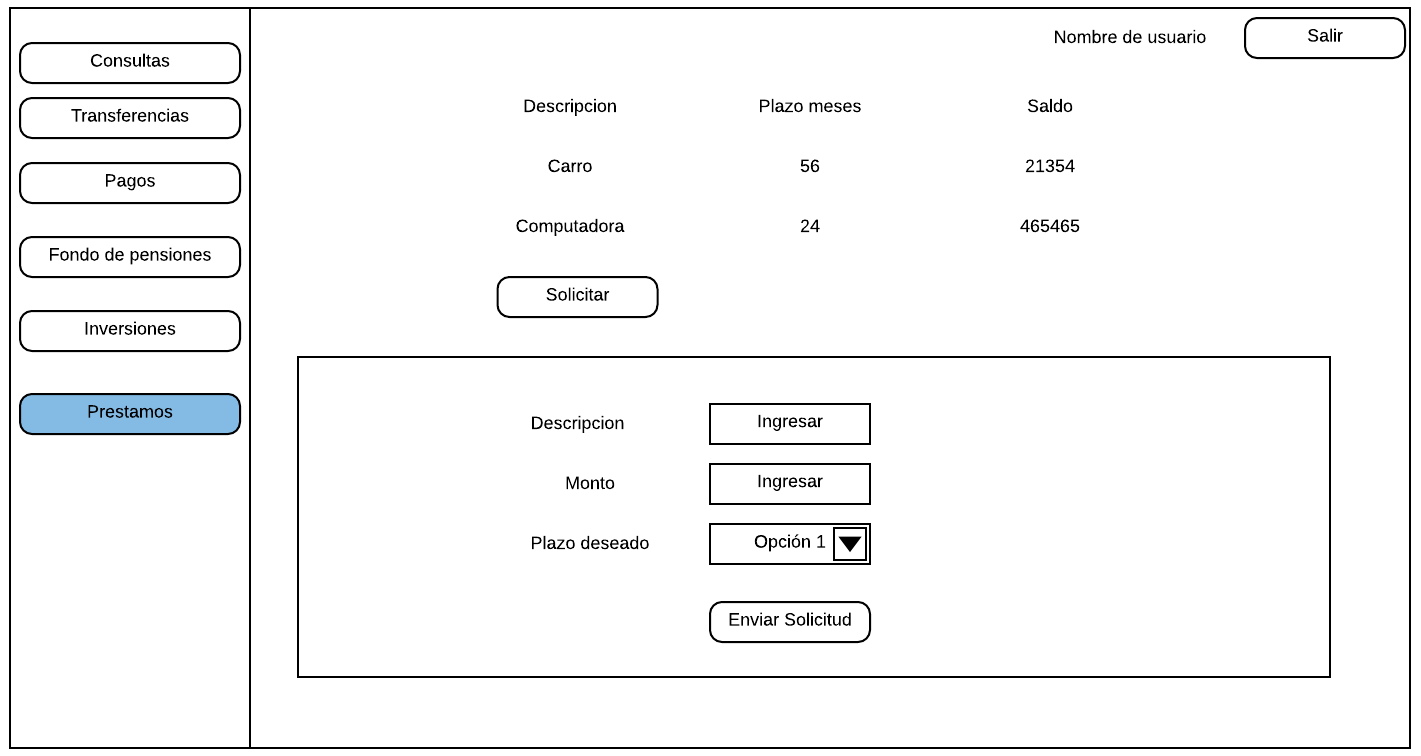 Consultas
Transferencias
Pagos
Fondo de pensiones
Inversiones
Prestamos
Nombre de usuario Salir
Descripcion Plazo meses Saldo
Carro 56 21354
Computadora 24 465465
Solicitar
Descripcion Ingresar
Monto Ingresar
Plazo deseado Opción 1
Enviar Solicitud